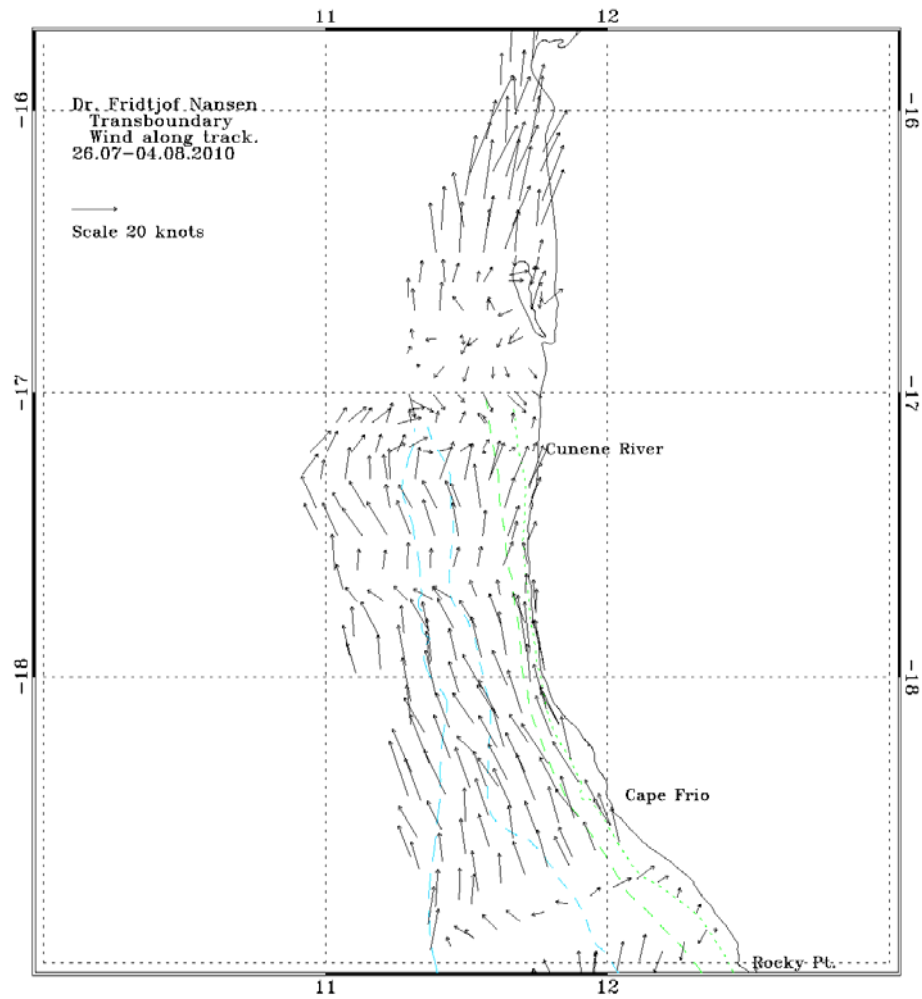 11 12
-16 -16
Dr. Fridtjof Nansen
Transboundary
Wind along track.
26.07-04.08.2010
Scale 20 knots
-17 -17
Cunene River
-18 -18
Cape Frio
Rocky Pt.
11 12